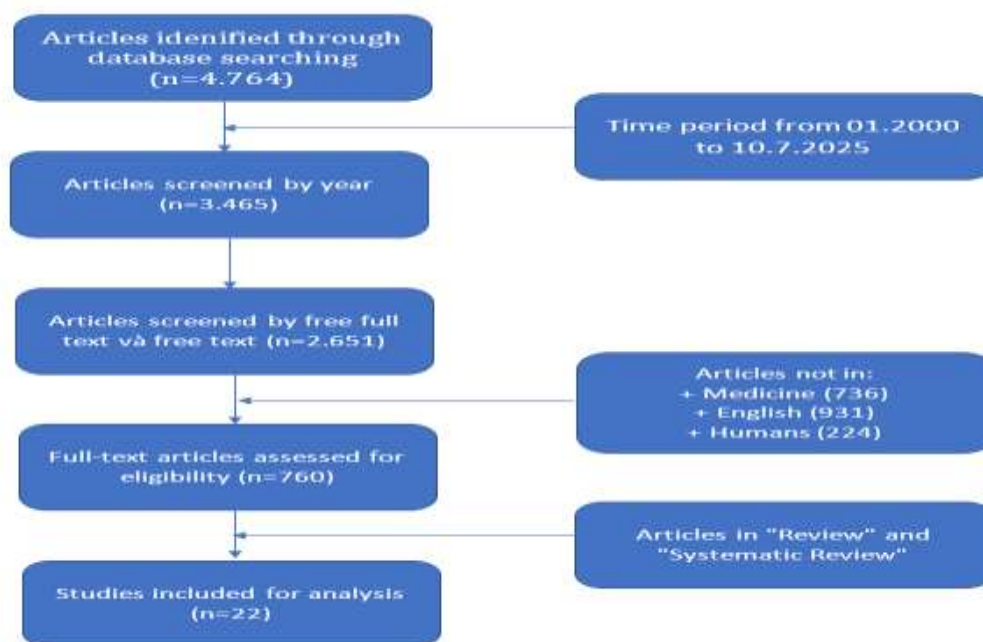 Articles idenified through
database searching
(n=4.764)
Time period from 01.2000
to 10.7.2025
Articles screened by year
(n=3.465)
Articles screened by free full
text và free text (n=2.651)
Articles not in:
+ Medicine (736)
+ English (931)
+ Humans (224)
Full-text articles assessed for
eligibility (n=760)
Articles in "Review" and
"Systematic Review"
Studies included for analysis
(n=22)